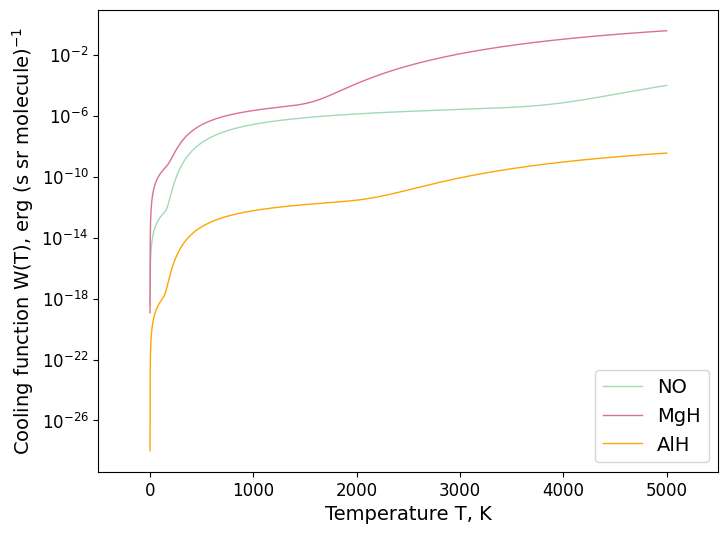 Cooling function W(T), erg (s sr molecule)⁻¹
10⁻²
10⁻⁶
10⁻¹⁰
10⁻¹⁴
10⁻¹⁸
10⁻²²
10⁻²⁶
NO
MgH
AlH
0 1000 2000 3000 4000 5000
Temperature T, K